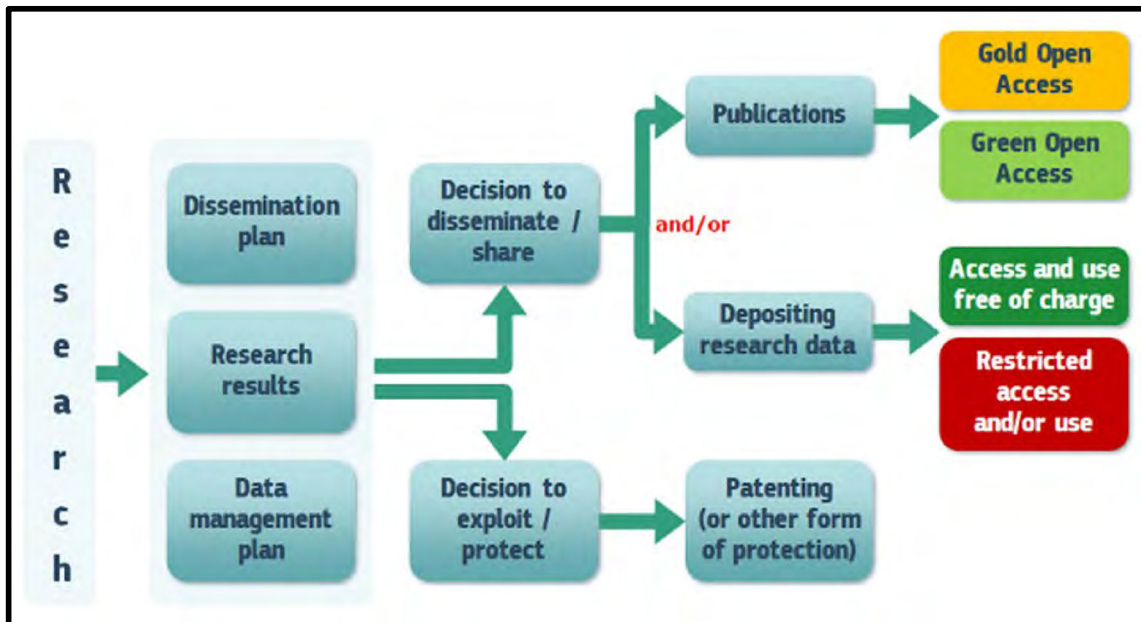 Research
Dissemination
plan
Research
results
Data
management
plan
Decision to
disseminate /
share
Decision to
exploit /
protect
and/or
Publications
Depositing
research data
Patenting
(or other form
of protection)
Gold Open
Access
Green Open
Access
Access and use
free of charge
Restricted
access
and/or use